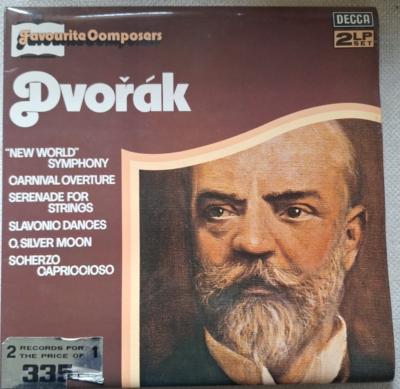 Favourite Composers
DECCA
2LP
SET
Dvořák
"NEW WORLD"
SYMPHONY
CARNIVAL OVERTURE
SERENADE FOR
STRINGS
SLAVONIC DANCES
O, SILVER MOON
SCHERZO
CAPRICCIOSO
2 RECORDS FOR 1
THE PRICE OF
335